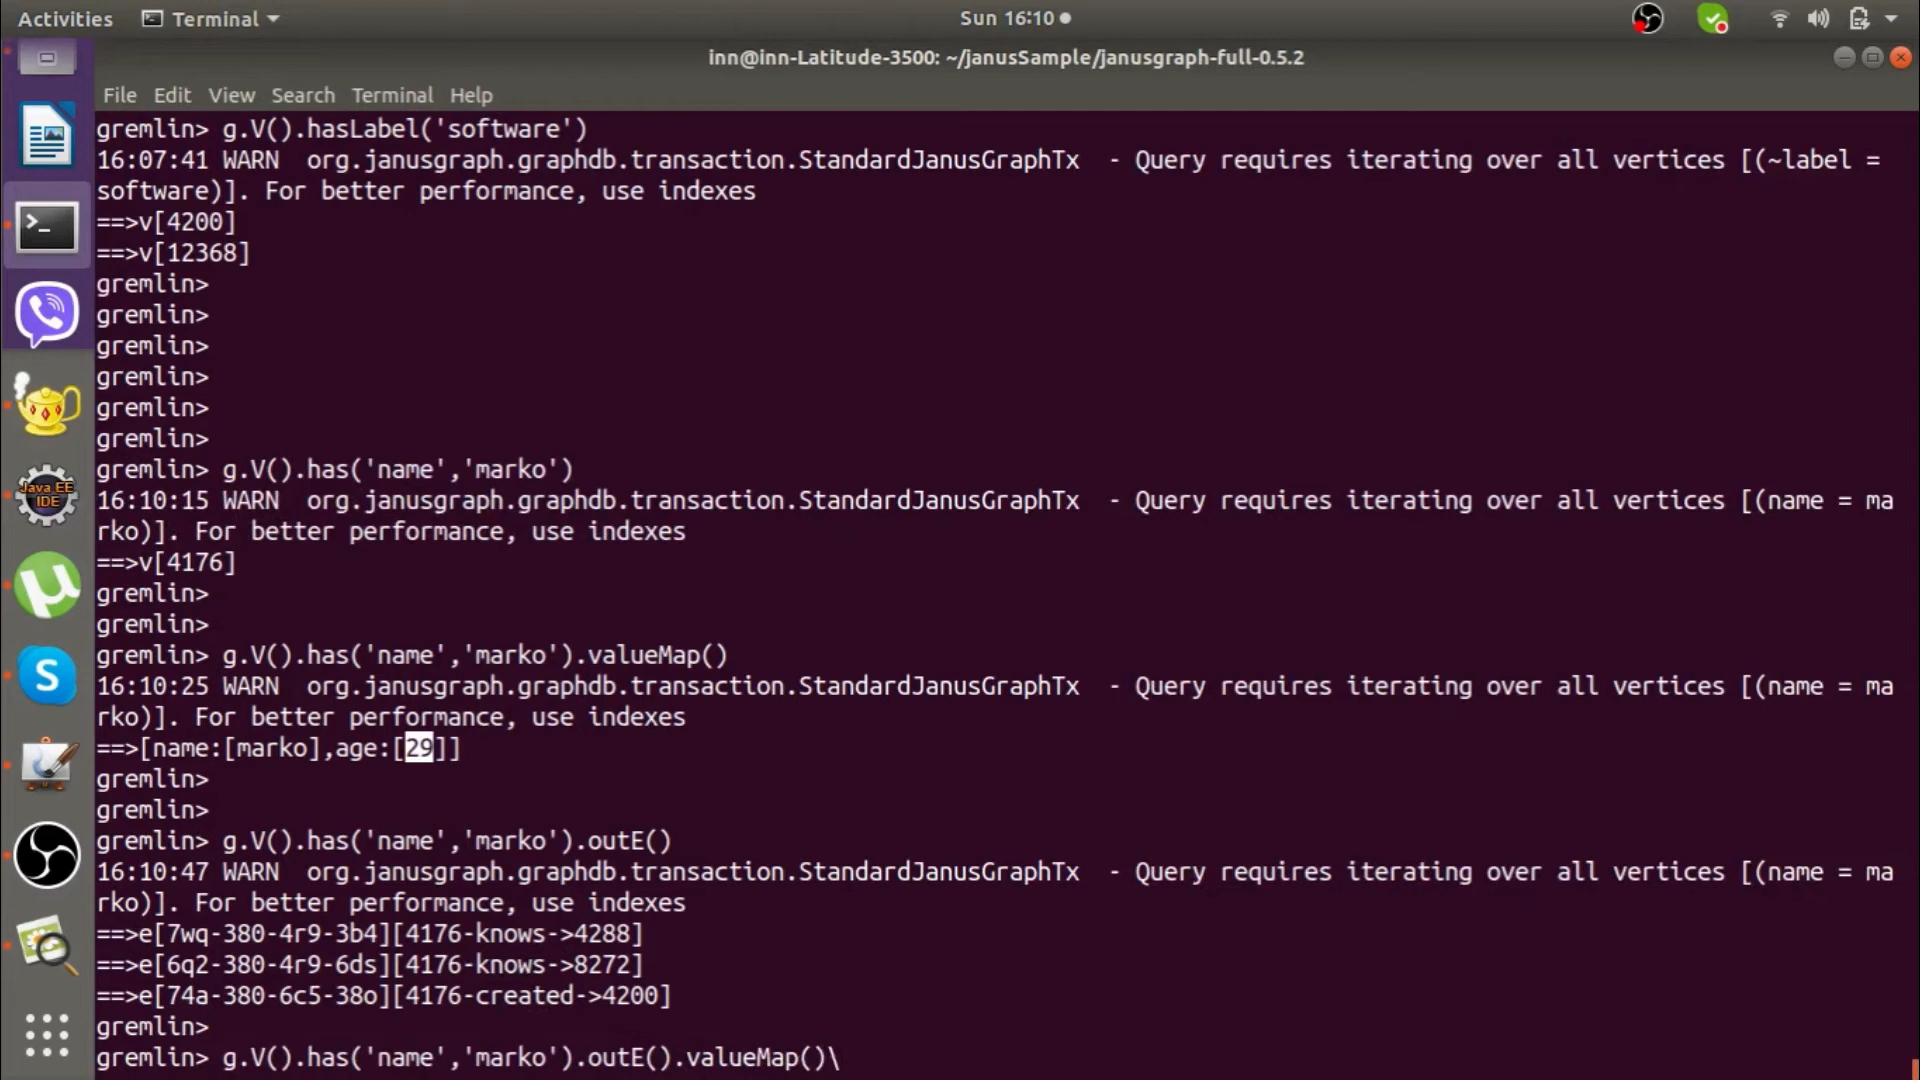 Activities Terminal Sun 16:10
inn@inn-Latitude-3500: ~/janusSample/janusgraph-full-0.5.2
File Edit View Search Terminal Help
gremlin> g.V().hasLabel('software')
16:07:41 WARN  org.janusgraph.graphdb.transaction.StandardJanusGraphTx  - Query requires iterating over all vertices [(~label =
software)]. For better performance, use indexes
==>v[4200]
==>v[12368]
gremlin>
gremlin>
gremlin>
gremlin>
gremlin>
gremlin>
gremlin> g.V().has('name','marko')
16:10:15 WARN  org.janusgraph.graphdb.transaction.StandardJanusGraphTx  - Query requires iterating over all vertices [(name = ma
rko)]. For better performance, use indexes
==>v[4176]
gremlin>
gremlin>
gremlin> g.V().has('name','marko').valueMap()
16:10:25 WARN  org.janusgraph.graphdb.transaction.StandardJanusGraphTx  - Query requires iterating over all vertices [(name = ma
rko)]. For better performance, use indexes
==>[name:[marko],age:[29]]
gremlin>
gremlin>
gremlin> g.V().has('name','marko').outE()
16:10:47 WARN  org.janusgraph.graphdb.transaction.StandardJanusGraphTx  - Query requires iterating over all vertices [(name = ma
rko)]. For better performance, use indexes
==>e[7wq-380-4r9-3b4][4176-knows->4288]
==>e[6q2-380-4r9-6ds][4176-knows->8272]
==>e[74a-380-6c5-38o][4176-created->4200]
gremlin>
gremlin> g.V().has('name','marko').outE().valueMap()\
Java EE
IDE
µ
S